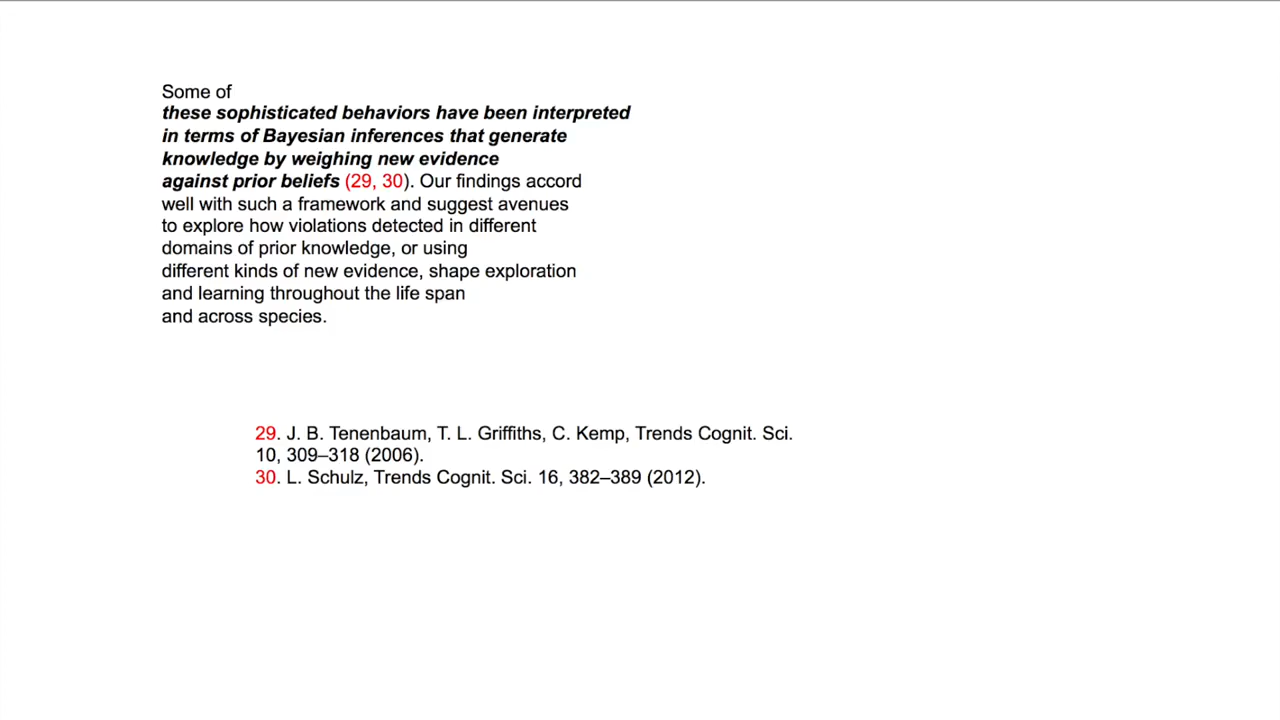 Some of
these sophisticated behaviors have been interpreted
in terms of Bayesian inferences that generate
knowledge by weighing new evidence
against prior beliefs (29, 30). Our findings accord
well with such a framework and suggest avenues
to explore how violations detected in different
domains of prior knowledge, or using
different kinds of new evidence, shape exploration
and learning throughout the life span
and across species.
29. J. B. Tenenbaum, T. L. Griffiths, C. Kemp, Trends Cognit. Sci.
10, 309–318 (2006).
30. L. Schulz, Trends Cognit. Sci. 16, 382–389 (2012).